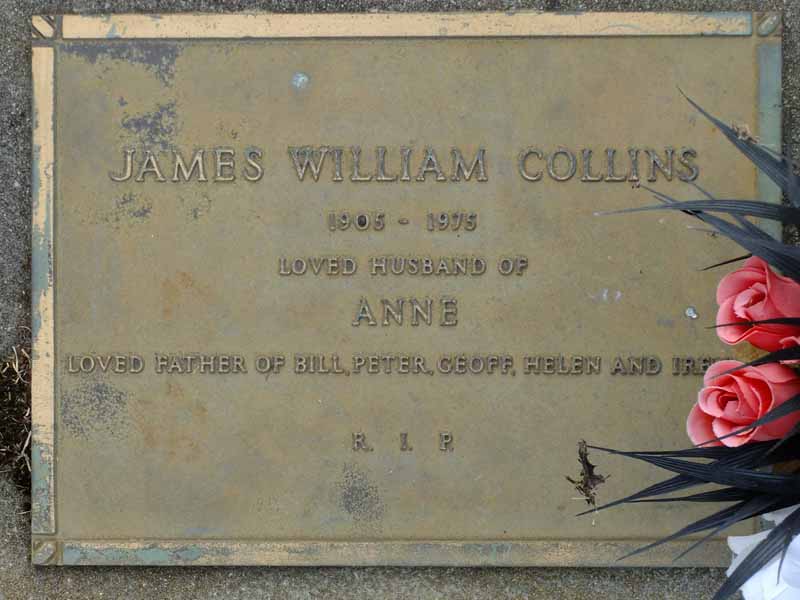 JAMES WILLIAM COLLINS
1905 - 1975
LOVED HUSBAND OF
ANNE
LOVED FATHER OF BILL, PETER, GEOFF, HELEN AND
R. I. P.